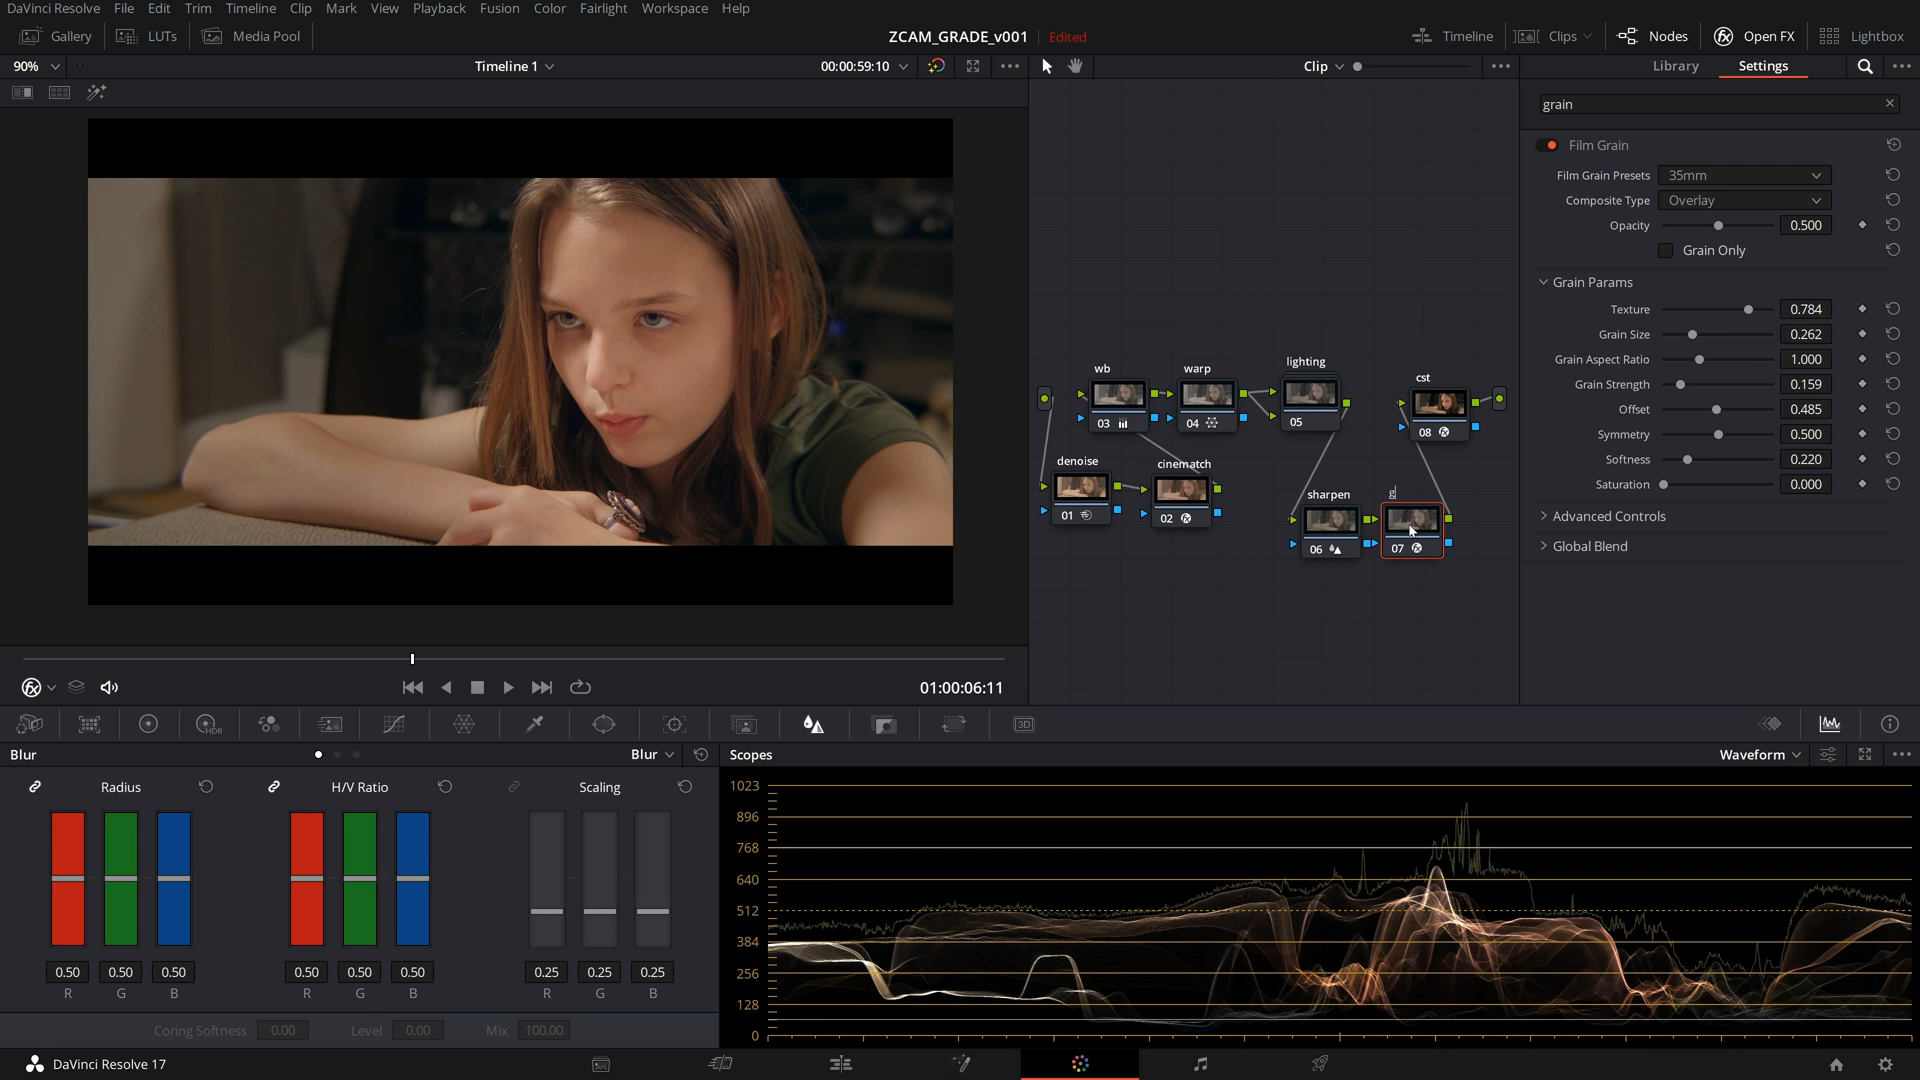 DaVinci Resolve File Edit Trim Timeline Clip Mark View Playback Fusion Color Fairlight Workspace Help
Gallery LUTs Media Pool ZCAM_GRADE_v001 Edited Timeline Clips Nodes Open FX Lightbox
90% Timeline 1 00:00:59:10 Clip Library Settings
grain
Film Grain
Film Grain Presets 35mm
Composite Type Overlay
Opacity 0.500
Grain Only
Grain Params
Texture 0.784
Grain Size 0.262
Grain Aspect Ratio 1.000
Grain Strength 0.159
Offset 0.485
Symmetry 0.500
Softness 0.220
Saturation 0.000
Advanced Controls
Global Blend
wb warp lighting cst
03 04 05 08
denoise cinematch sharpen g
01 02 06 07
01:00:06:11
HDR 3D
Blur Blur
Radius H/V Ratio Scaling
0.50 0.50 0.50 0.50 0.50 0.50 0.25 0.25 0.25
R G B R G B R G B
Coring Softness 0.00 Level 0.00 Mix 100.00
Scopes Waveform
1023
896
768
640
512
384
256
128
0
DaVinci Resolve 17